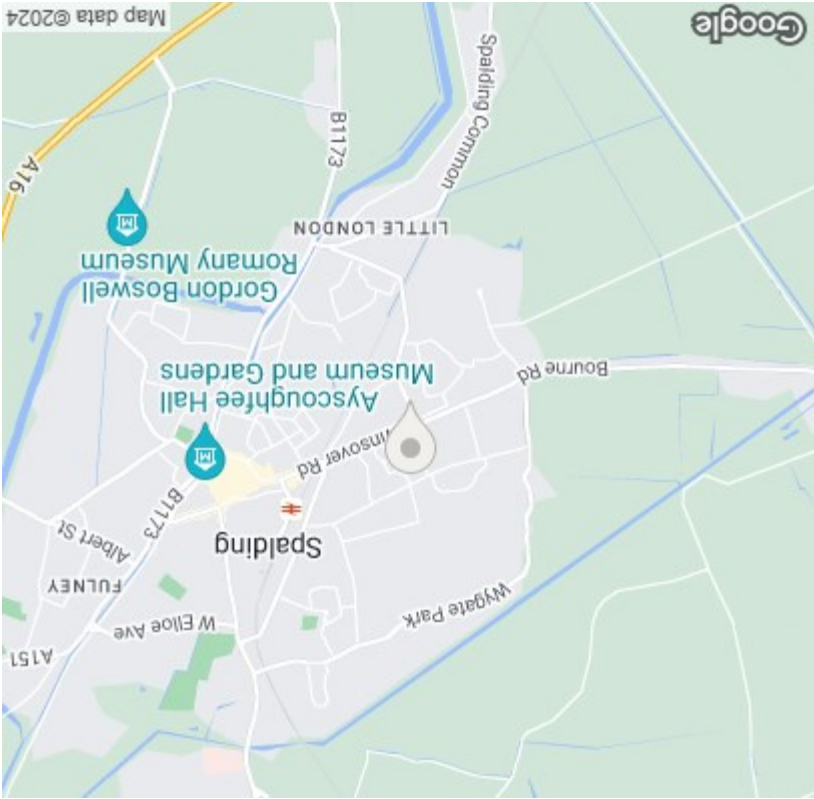 A151
W Elloe Ave
Wygate Park
FULNEY
Spalding
Albert St
B1173
Winsover Rd
Ayscoughfee Hall
Museum and Gardens
Bourne Rd
Gordon Boswell
Romany Museum
LITTLE LONDON
A16
B1173
Spalding Common
Google
Map data ©2024